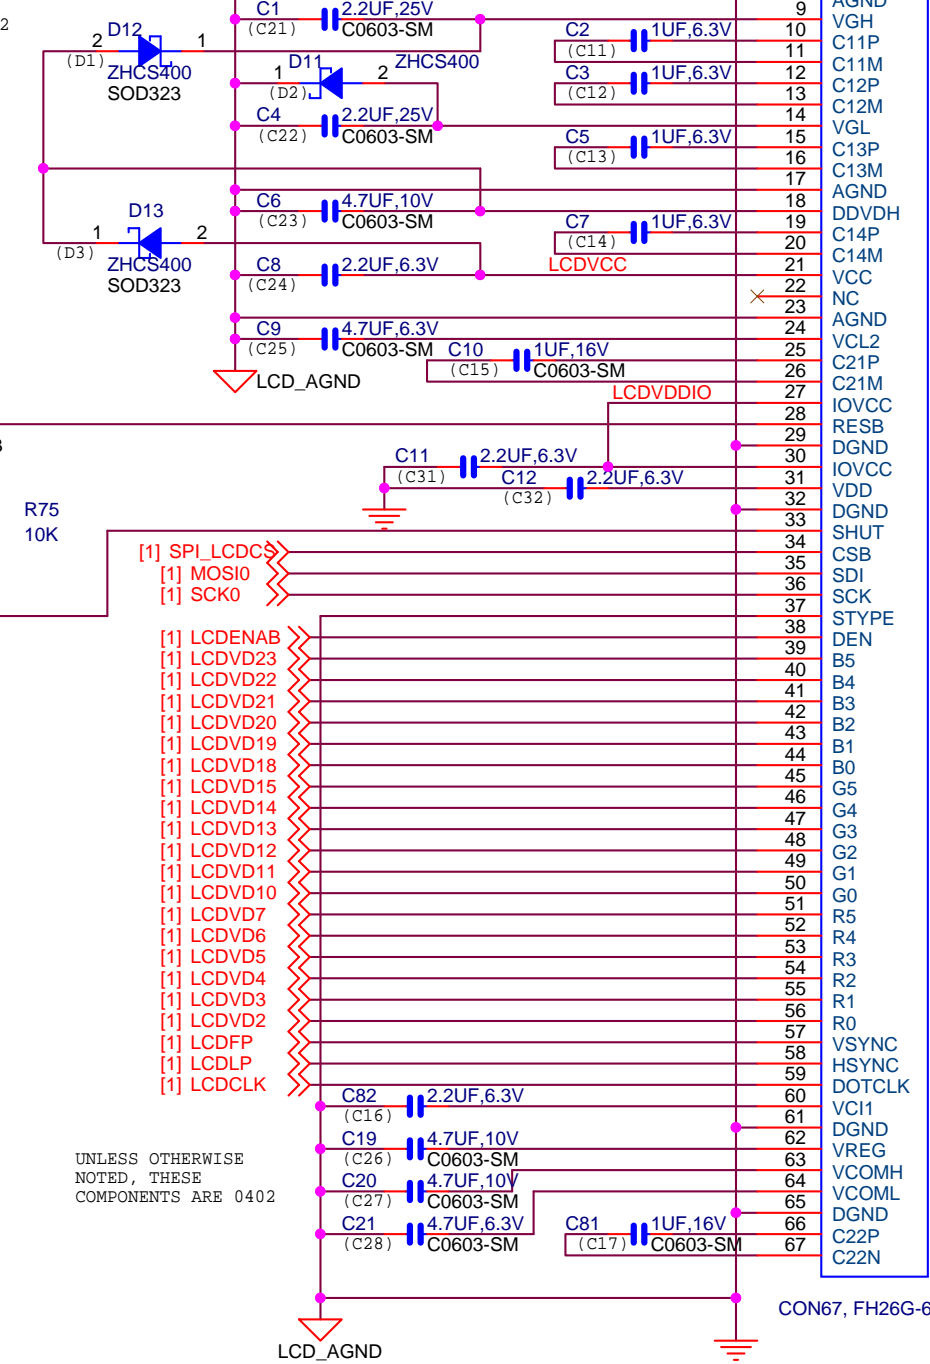 2
D12
2
1
(D1)
ZHCS400
SOD323
C1
2.2UF,25V
(C21)
C0603-SM
D11
ZHCS400
1
2
(D2)
C4
2.2UF,25V
(C22)
C0603-SM
C2
1UF,6.3V
(C11)
C3
1UF,6.3V
(C12)
C5
1UF,6.3V
(C13)
C6
4.7UF,10V
(C23)
C0603-SM
D13
1
2
(D3)
ZHCS400
SOD323
C7
1UF,6.3V
(C14)
LCDVCC
C8
2.2UF,6.3V
(C24)
C9
4.7UF,6.3V
(C25)
C0603-SM
C10
1UF,16V
(C15)
C0603-SM
LCD_AGND
LCDVDDIO
C11
2.2UF,6.3V
(C31)
C12
2.2UF,6.3V
(C32)
R75
10K
[1] SPI_LCDCS
[1] MOSI0
[1] SCK0
[1] LCDENAB
[1] LCDVD23
[1] LCDVD22
[1] LCDVD21
[1] LCDVD20
[1] LCDVD19
[1] LCDVD18
[1] LCDVD15
[1] LCDVD14
[1] LCDVD13
[1] LCDVD12
[1] LCDVD11
[1] LCDVD10
[1] LCDVD7
[1] LCDVD6
[1] LCDVD5
[1] LCDVD4
[1] LCDVD3
[1] LCDVD2
[1] LCDFP
[1] LCDLP
[1] LCDCLK
C82
2.2UF,6.3V
(C16)
C19
4.7UF,10V
(C26)
C0603-SM
C20
4.7UF,10V
(C27)
C0603-SM
C21
4.7UF,6.3V
(C28)
C0603-SM
C81
1UF,16V
(C17)
C0603-SM
UNLESS OTHERWISE
NOTED, THESE
COMPONENTS ARE 0402
LCD_AGND
AGND
9 VGH
10 C11P
11 C11M
12 C12P
13 C12M
14 VGL
15 C13P
16 C13M
17 AGND
18 DDVDH
19 C14P
20 C14M
21 VCC
22 NC
23 AGND
24 VCL2
25 C21P
26 C21M
27 IOVCC
28 RESB
29 DGND
30 IOVCC
31 VDD
32 DGND
33 SHUT
34 CSB
35 SDI
36 SCK
37 STYPE
38 DEN
39 B5
40 B4
41 B3
42 B2
43 B1
44 B0
45 G5
46 G4
47 G3
48 G2
49 G1
50 G0
51 R5
52 R4
53 R3
54 R2
55 R1
56 R0
57 VSYNC
58 HSYNC
59 DOTCLK
60 VCI1
61 DGND
62 VREG
63 VCOMH
64 VCOML
65 DGND
66 C22P
67 C22N
CON67, FH26G-6